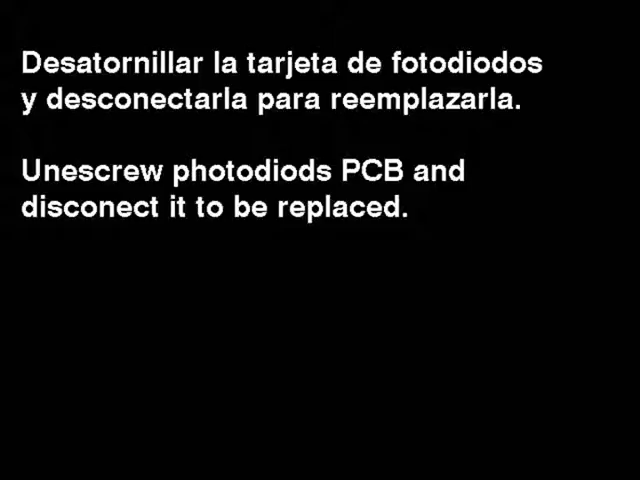 Desatornillar la tarjeta de fotodiodos
y desconectarla para reemplazarla.
Unescrew photodiods PCB and
disconect it to be replaced.